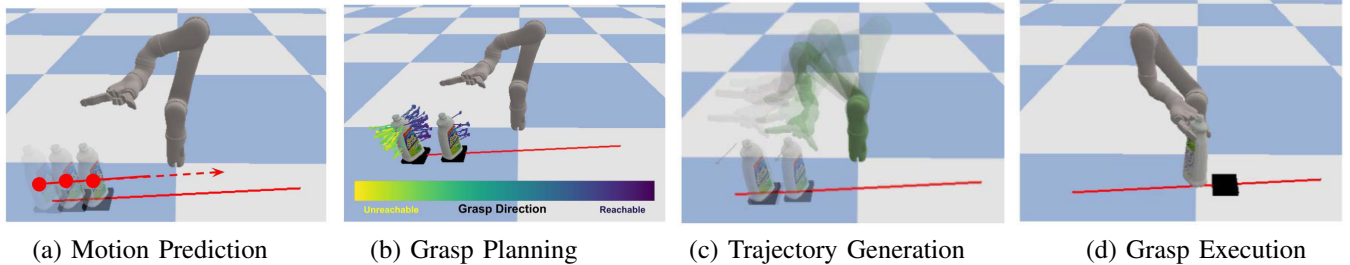 Unreachable Grasp Direction Reachable
(a) Motion Prediction (b) Grasp Planning (c) Trajectory Generation (d) Grasp Execution